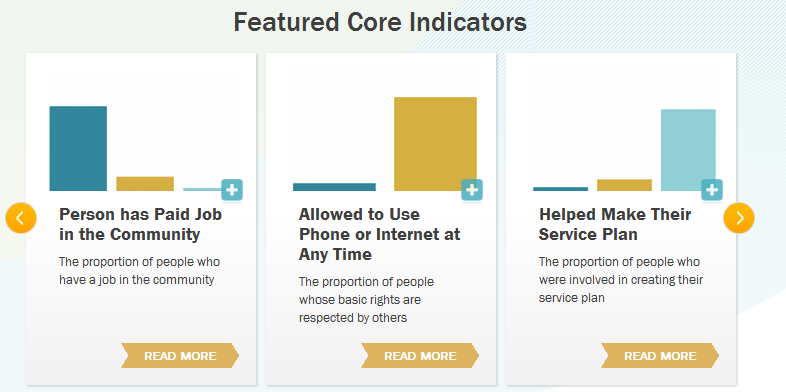 Featured Core Indicators
Person has Paid Job
in the Community
The proportion of people who
have a job in the community
READ MORE
Allowed to Use
Phone or Internet at
Any Time
The proportion of people
whose basic rights are
respected by others
READ MORE
Helped Make Their
Service Plan
The proportion of people who
were involved in creating their
service plan
READ MORE